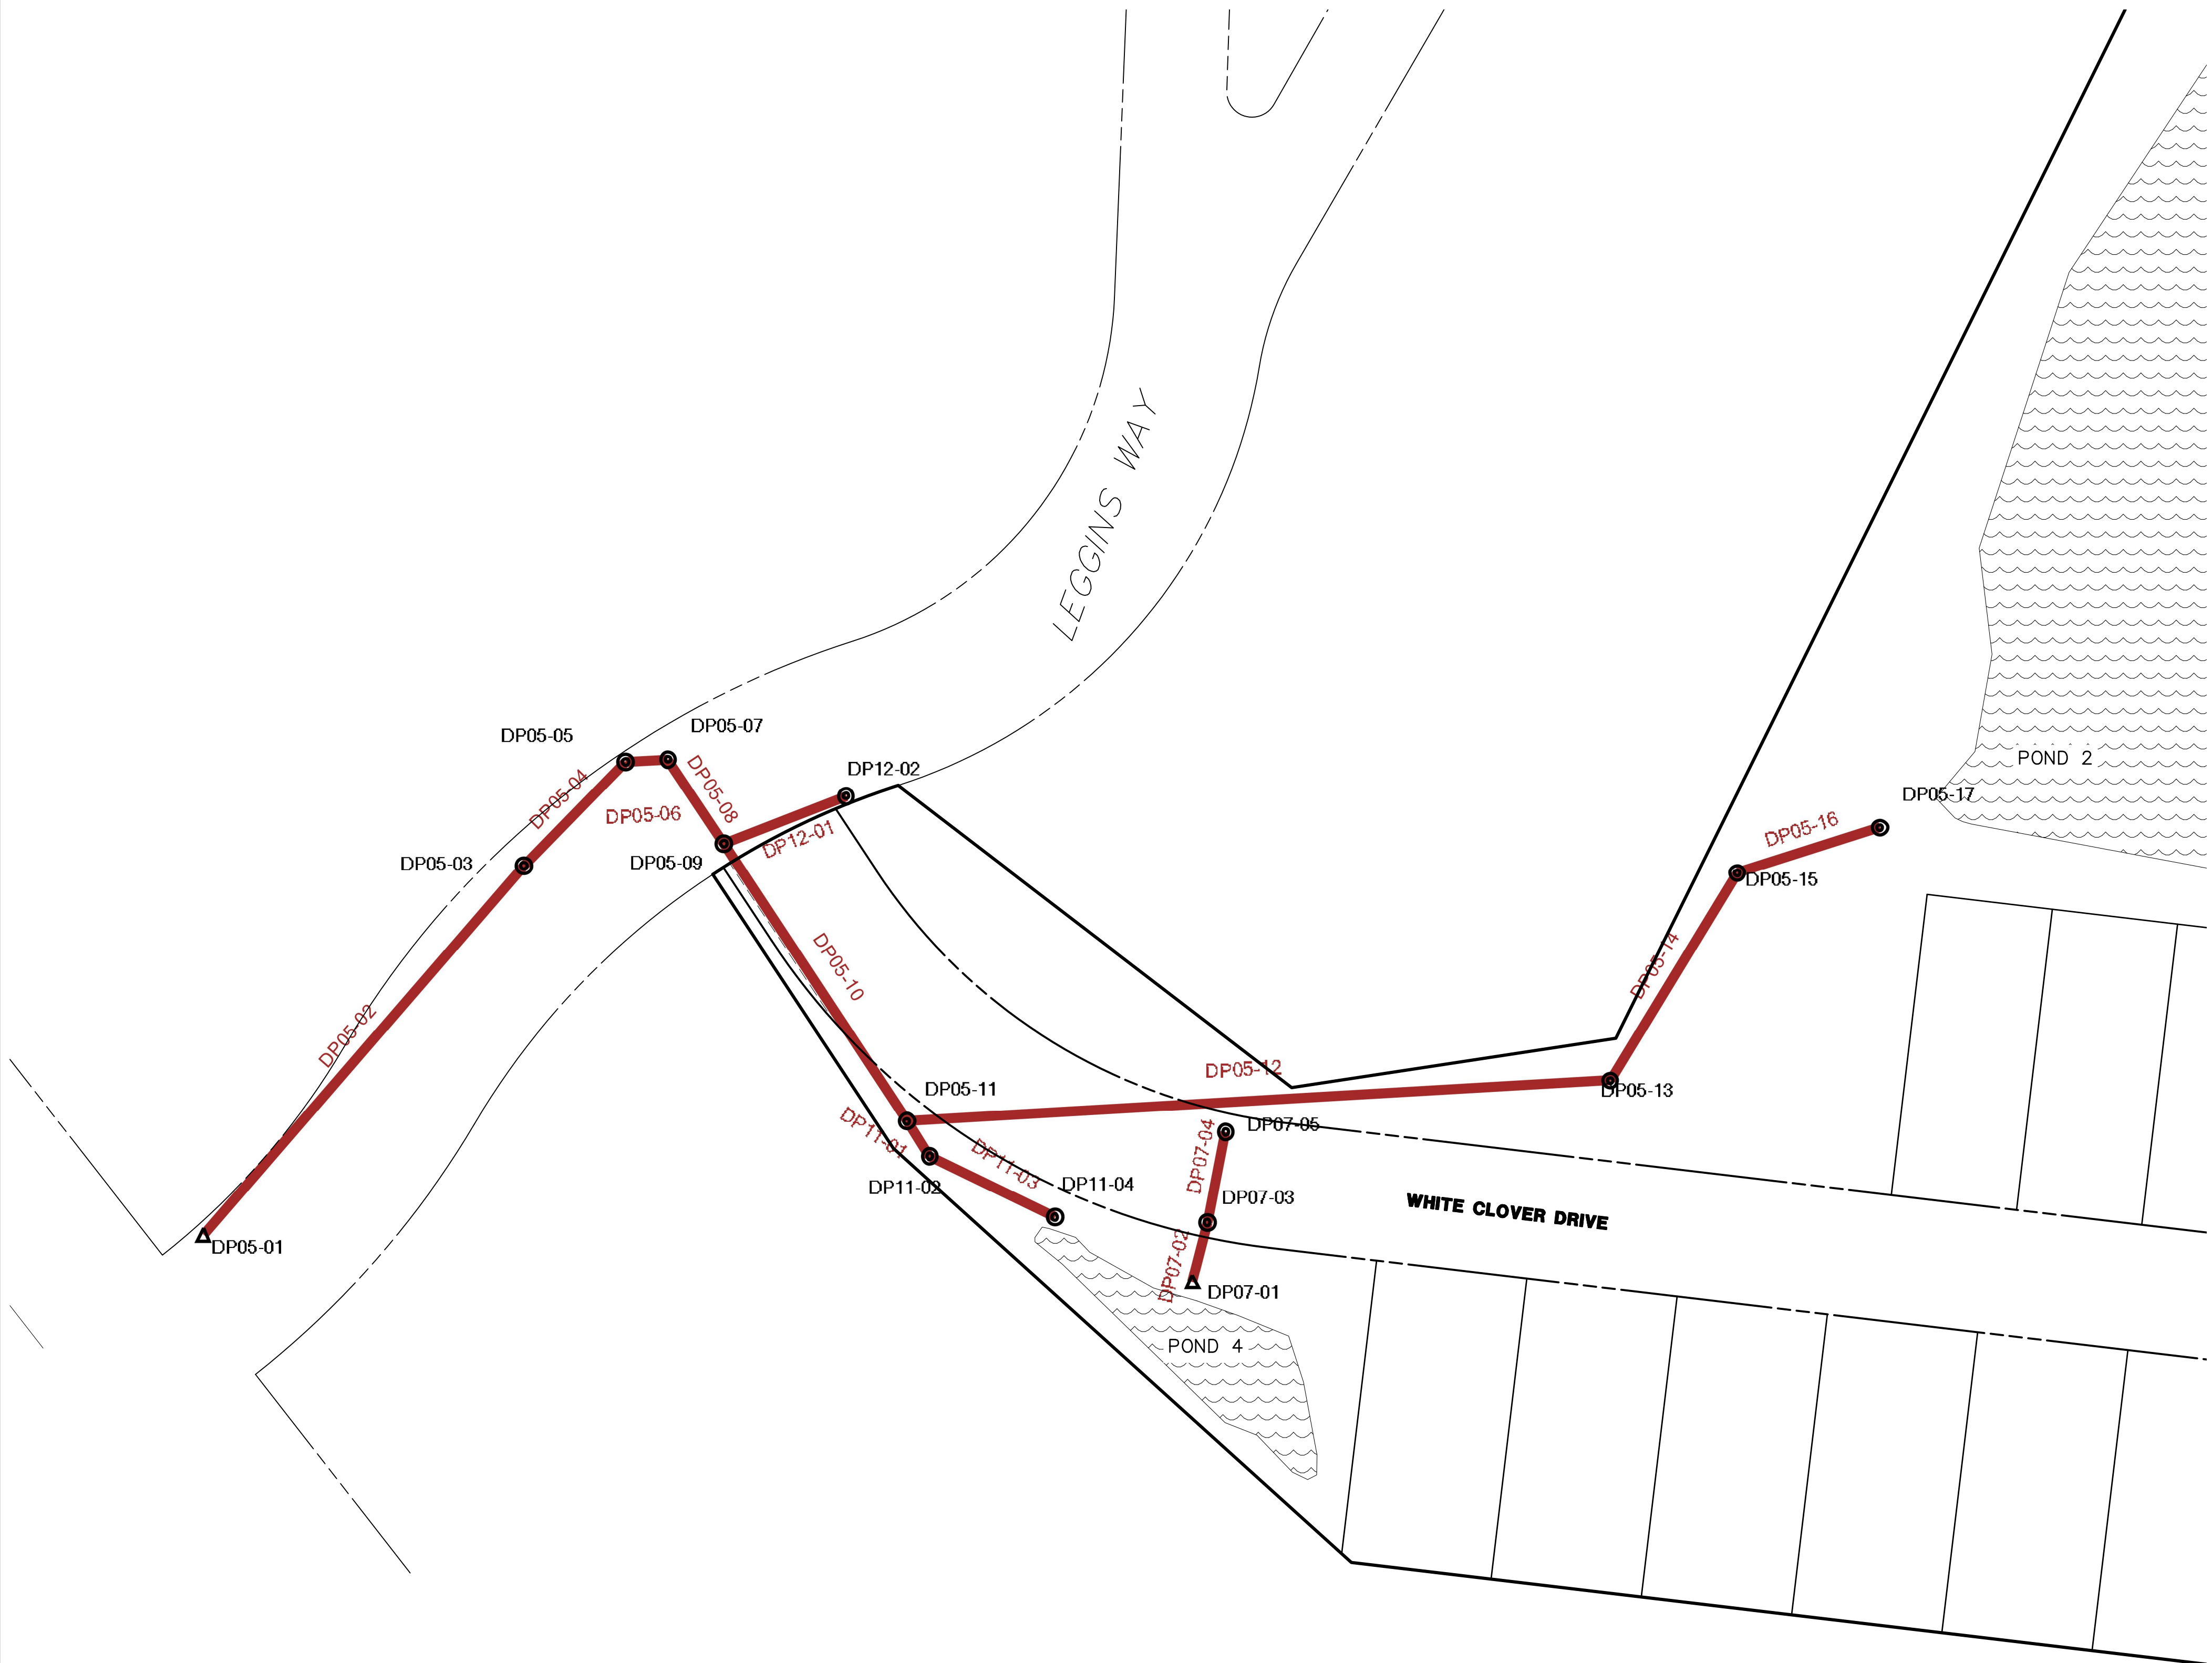 LEGGINS WAY
DP05-07
DP05-05
DP05-08
POND 2
DP12-02
DP05-04
DP05-17
DP05-06
DP05-16
DP12-01
DP05-03
DP05-09
DP05-15
DP05-10
DP05-14
DP05-02
DP05-12
DP05-11
DP05-13
DP11-01
DP07-05
DP07-04
DP11-03
DP11-02
DP11-04
DP07-03
WHITE CLOVER DRIVE
DP05-01
DP07-02
DP07-01
POND 4